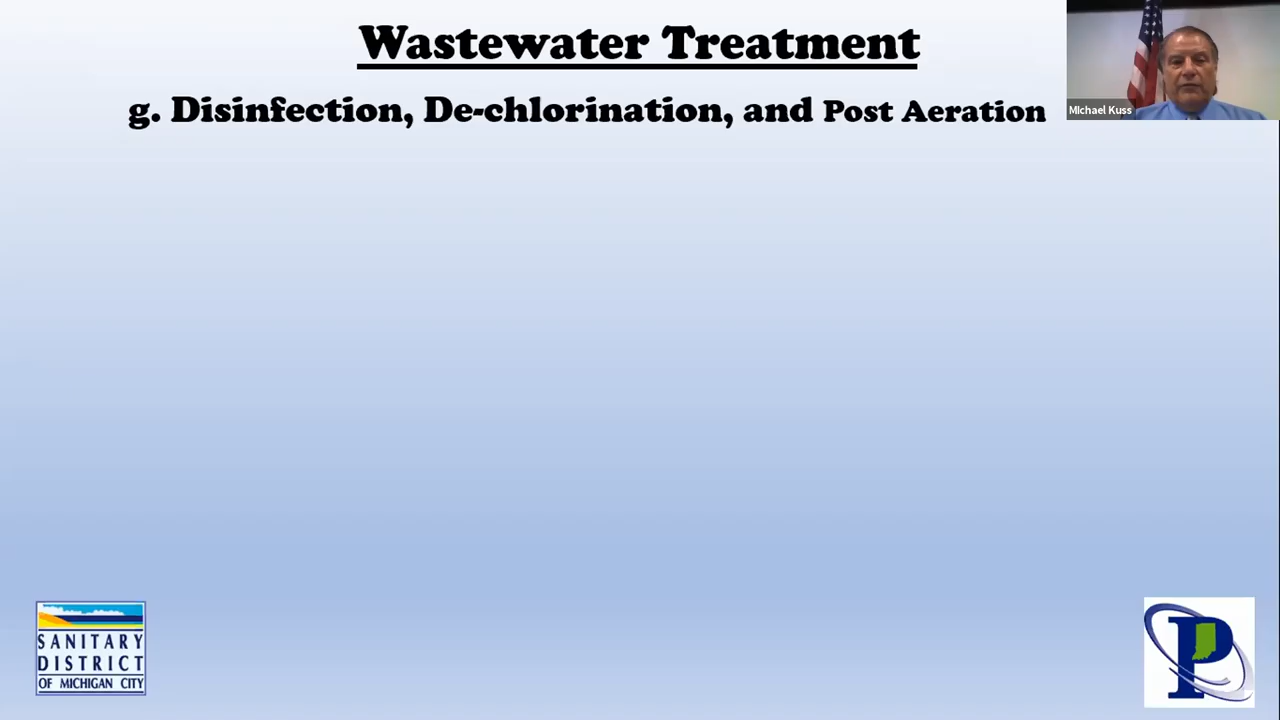 Wastewater Treatment
g. Disinfection, De-chlorination, and Post Aeration
Michael Kuss
SANITARY
DISTRICT
OF MICHIGAN CITY
P